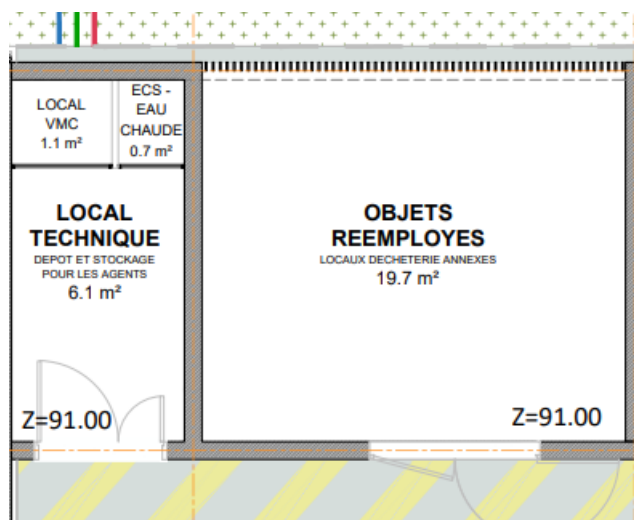 LOCAL
VMC
1.1 m²
ECS -
EAU
CHAUDE
0.7 m²
LOCAL
TECHNIQUE
DEPOT ET STOCKAGE
POUR LES AGENTS
6.1 m²
OBJETS
REEMPLOYES
LOCAUX DECHETERIE ANNEXES
19.7 m²
Z=91.00
Z=91.00